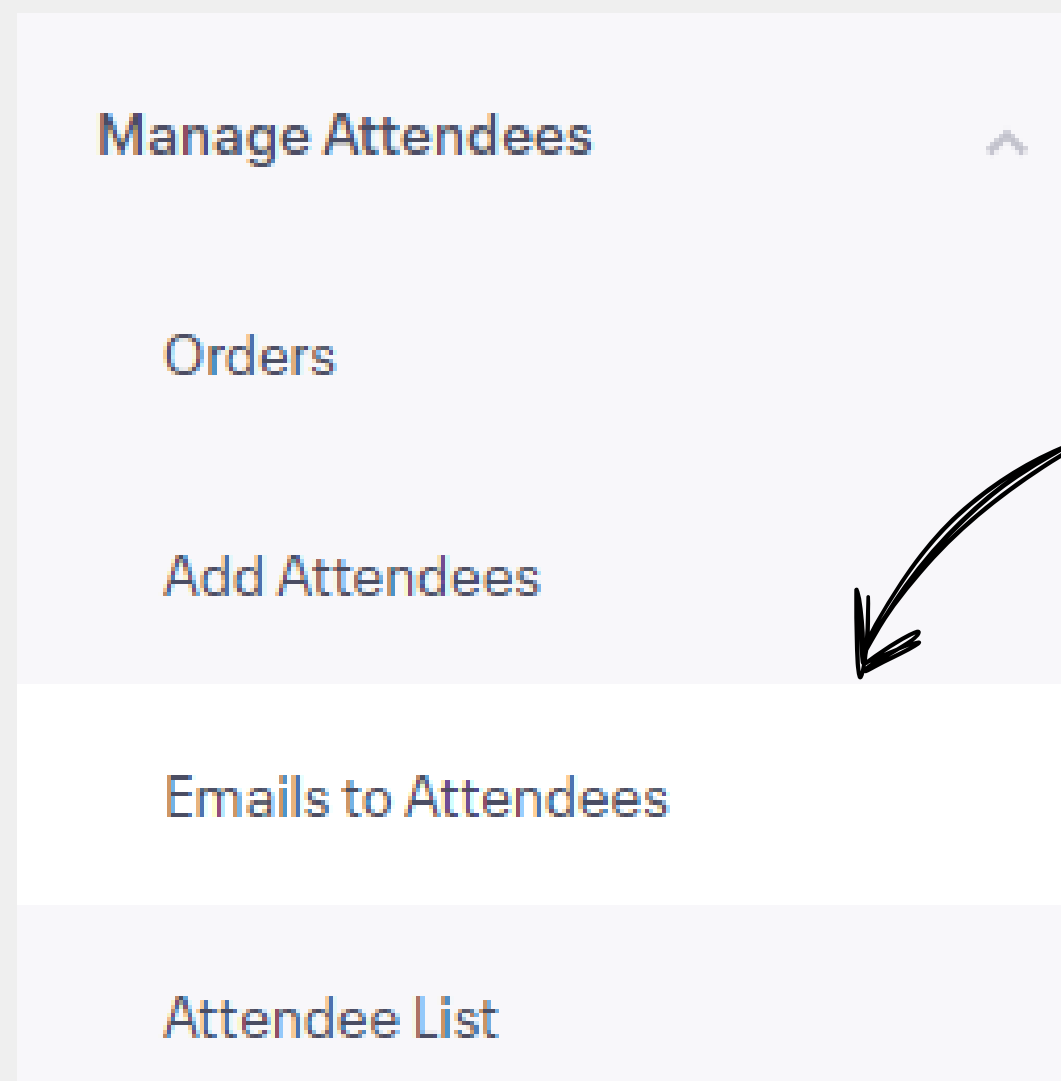 Manage Attendees
Orders
Add Attendees
Emails to Attendees
Attendee List